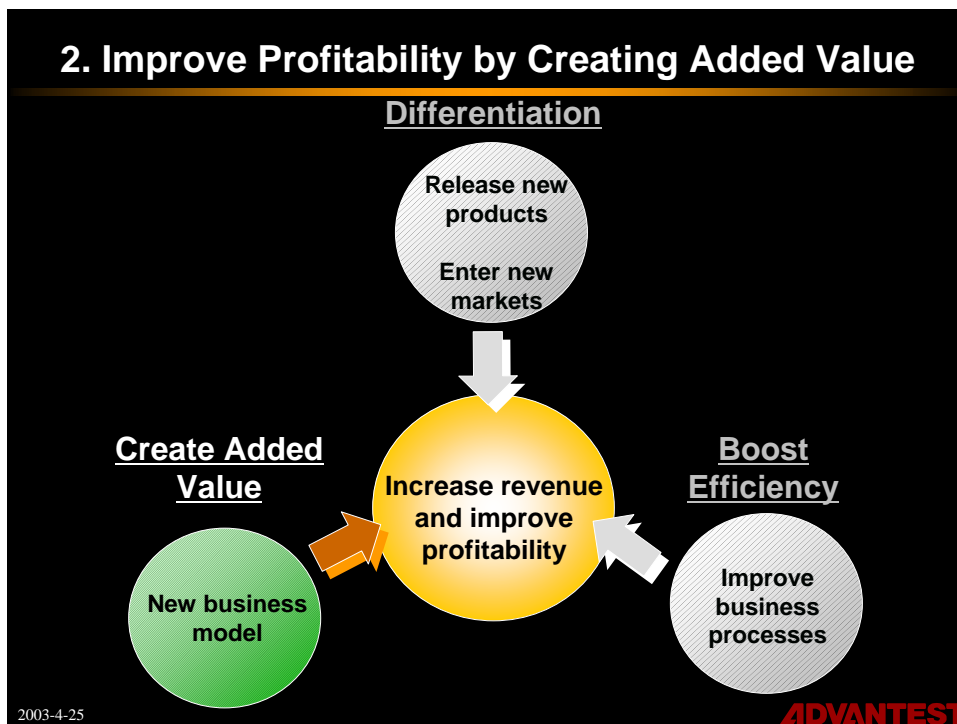 2. Improve Profitability by Creating Added Value
Differentiation
Release new
products
Enter new
markets
Create Added
Value
Boost
Efficiency
Increase revenue
and improve
profitability
New business
model
Improve
business
processes
2003-4-25
ADVANTEST